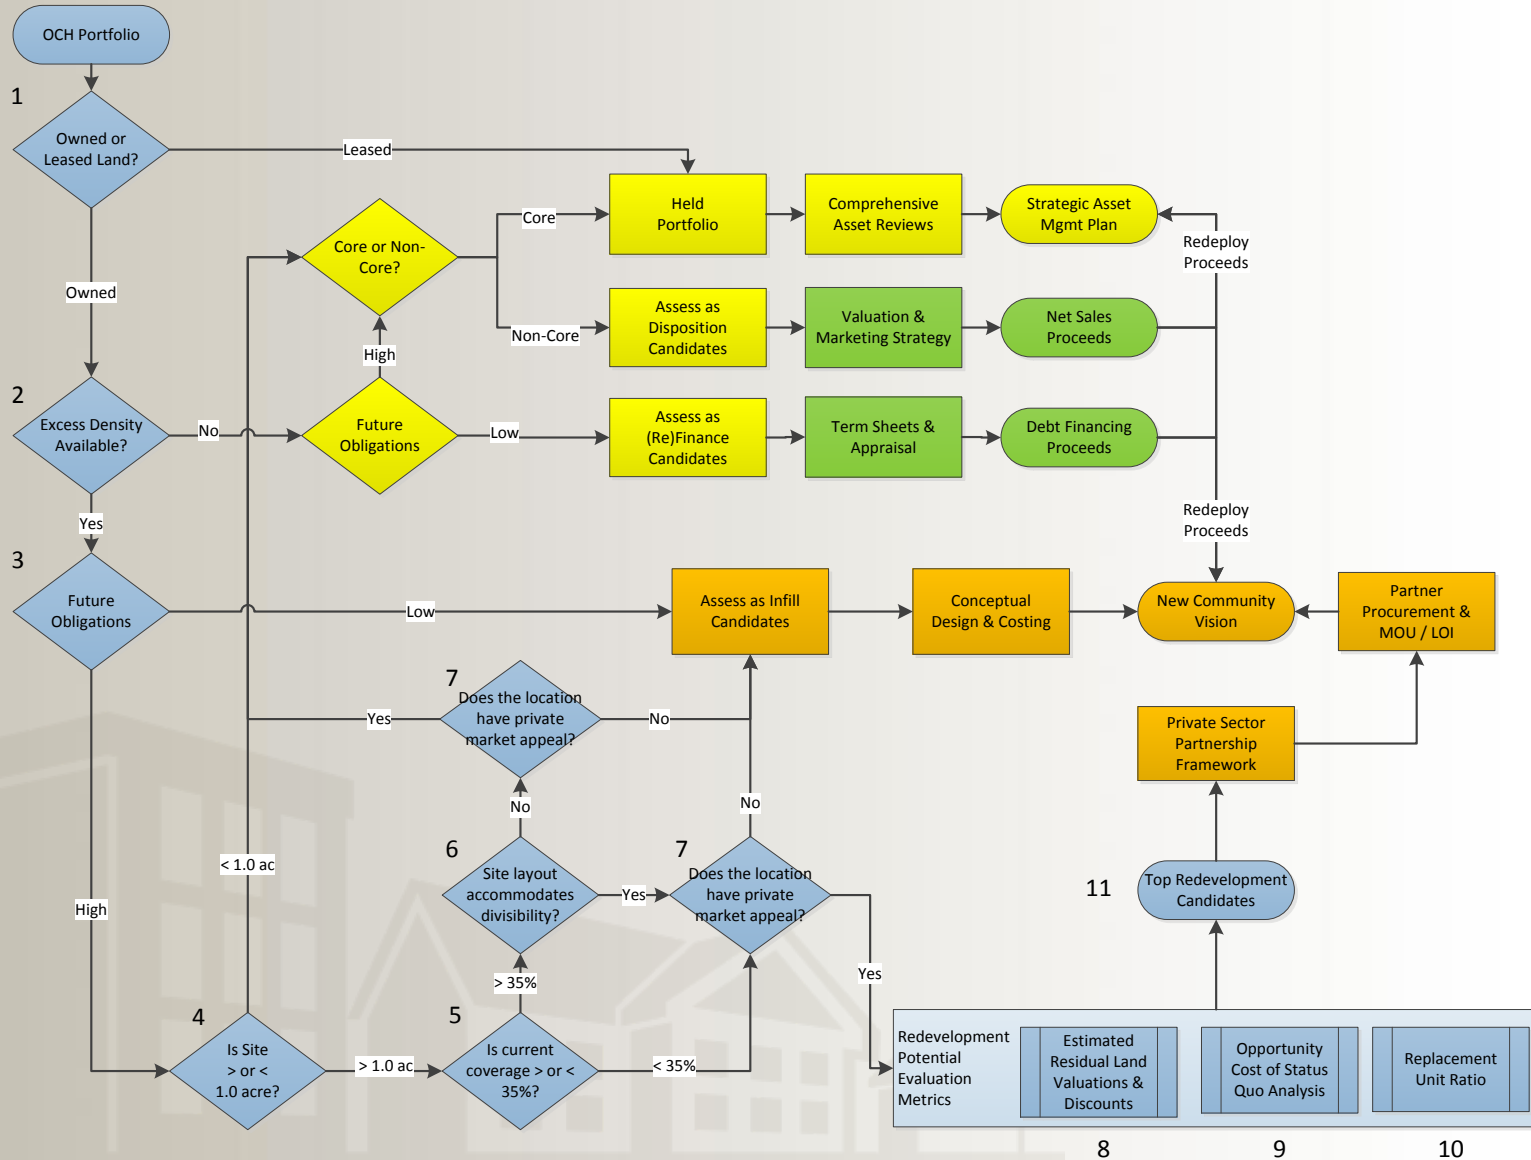 OCH Portfolio
1
Owned or
Leased Land?
Leased
Owned
Held
Portfolio
Comprehensive
Asset Reviews
Strategic Asset
Mgmt Plan
Core or Non-
Core?
Core
Non-Core
Redeploy
Proceeds
Assess as
Disposition
Candidates
Valuation &
Marketing Strategy
Net Sales
Proceeds
High
2
Excess Density
Available?
No
Future
Obligations
Low
Assess as
(Re)Finance
Candidates
Term Sheets &
Appraisal
Debt Financing
Proceeds
Yes
Redeploy
Proceeds
3
Future
Obligations
Low
Assess as Infill
Candidates
Conceptual
Design & Costing
New Community
Vision
Partner
Procurement &
MOU / LOI
7
Does the location
have private
market appeal?
Yes
No
Private Sector
Partnership
Framework
No
No
< 1.0 ac
High
6
Site layout
accommodates
divisibility?
Yes
7
Does the location
have private
market appeal?
11
Top Redevelopment
Candidates
Yes
> 35%
4
Is Site
> or <
1.0 acre?
> 1.0 ac
5
Is current
coverage > or <
35%?
< 35%
Redevelopment
Potential
Evaluation
Metrics
Estimated
Residual Land
Valuations &
Discounts
Opportunity
Cost of Status
Quo Analysis
Replacement
Unit Ratio
8
9
10